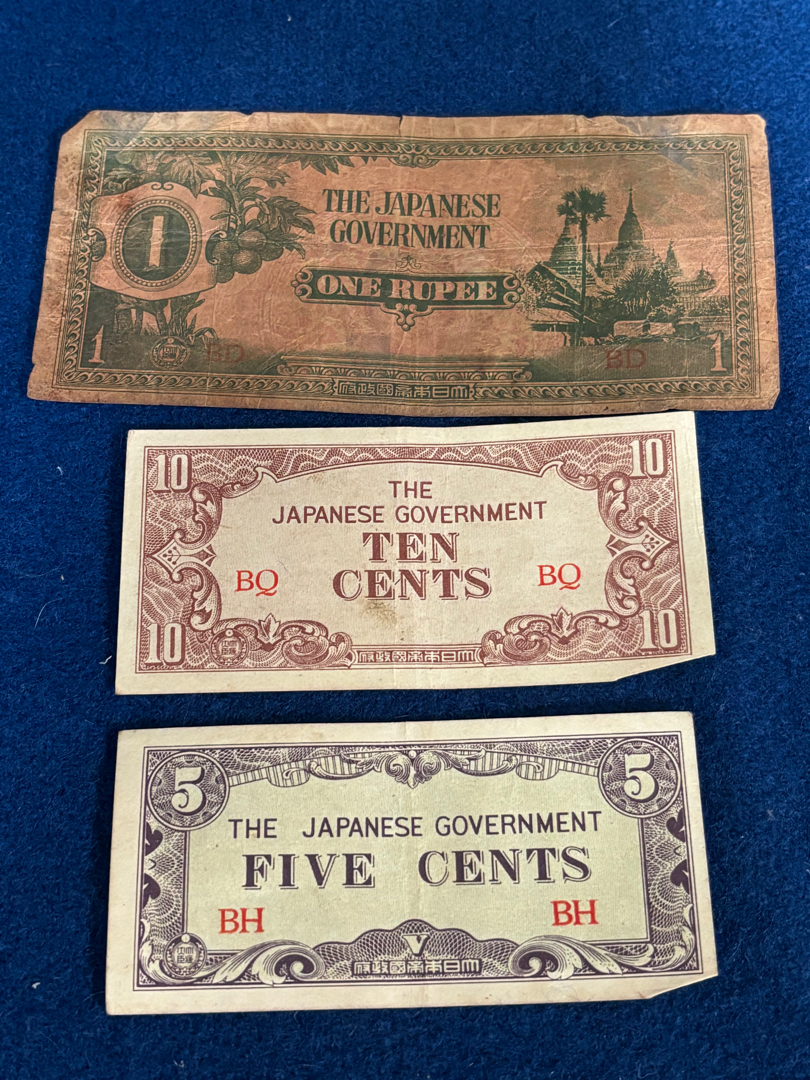 THE JAPANESE
GOVERNMENT
1
ONE RUPEE
BD BD
1 1
府政國帝本日大
10 10
THE
JAPANESE GOVERNMENT
TEN
BQ BQ
CENTS
10 10
府政國帝本日大
5 5
THE JAPANESE GOVERNMENT
FIVE CENTS
BH BH
V
府政國帝本日大